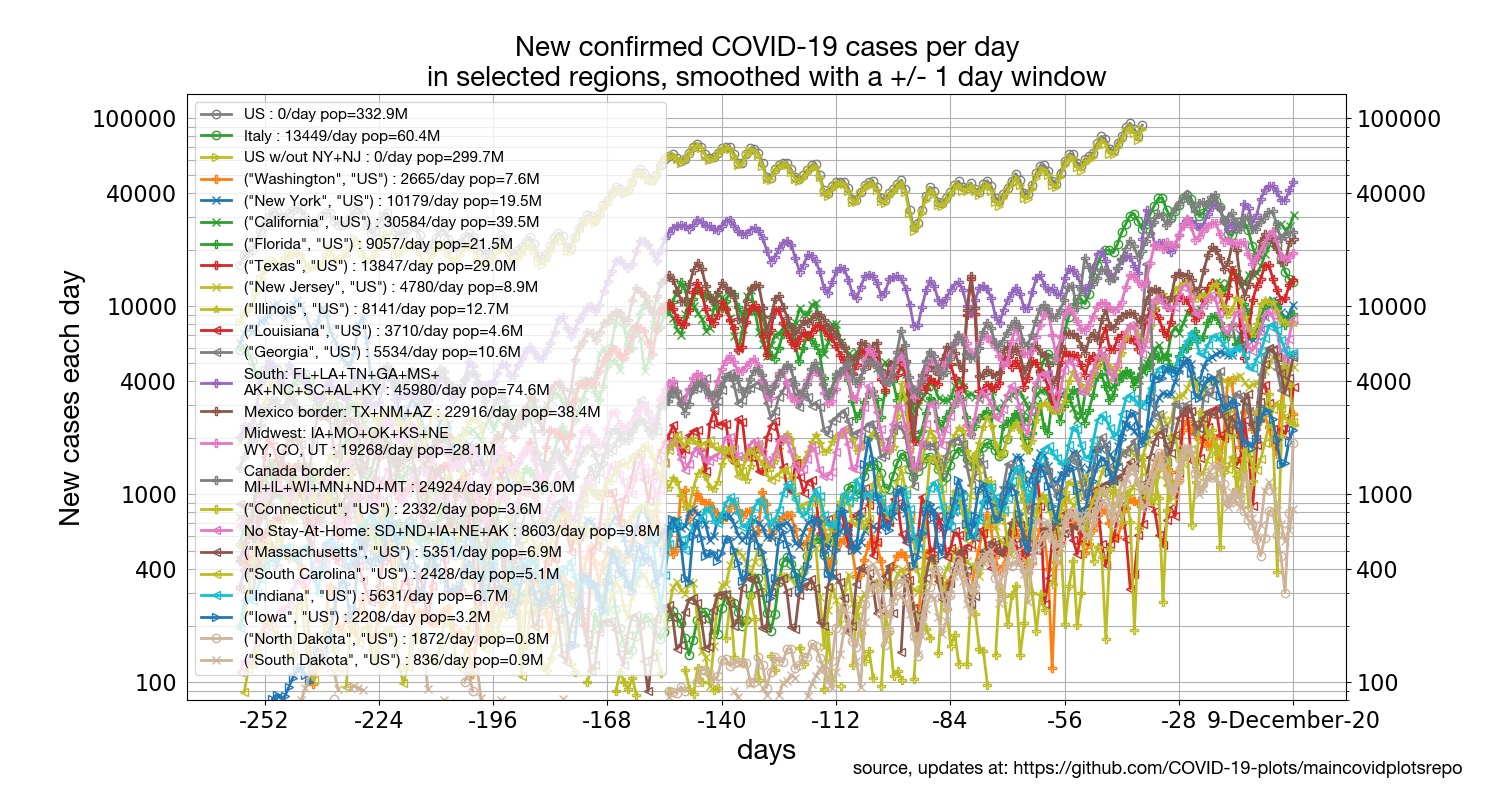 New confirmed COVID-19 cases per day
in selected regions, smoothed with a +/- 1 day window
New cases each day
100000
40000
10000
4000
1000
400
100
US : 0/day pop=332.9M
Italy : 13449/day pop=60.4M
US w/out NY+NJ : 0/day pop=299.7M
("Washington", "US") : 2665/day pop=7.6M
("New York", "US") : 10179/day pop=19.5M
("California", "US") : 30584/day pop=39.5M
("Florida", "US") : 9057/day pop=21.5M
("Texas", "US") : 13847/day pop=29.0M
("New Jersey", "US") : 4780/day pop=8.9M
("Illinois", "US") : 8141/day pop=12.7M
("Louisiana", "US") : 3710/day pop=4.6M
("Georgia", "US") : 5534/day pop=10.6M
South: FL+LA+TN+GA+MS+
AK+NC+SC+AL+KY : 45980/day pop=74.6M
Mexico border: TX+NM+AZ : 22916/day pop=38.4M
Midwest: IA+MO+OK+KS+NE
WY, CO, UT : 19268/day pop=28.1M
Canada border:
MI+IL+WI+MN+ND+MT : 24924/day pop=36.0M
("Connecticut", "US") : 2332/day pop=3.6M
No Stay-At-Home: SD+ND+IA+NE+AK : 8603/day pop=9.8M
("Massachusetts", "US") : 5351/day pop=6.9M
("South Carolina", "US") : 2428/day pop=5.1M
("Indiana", "US") : 5631/day pop=6.7M
("Iowa", "US") : 2208/day pop=3.2M
("North Dakota", "US") : 1872/day pop=0.8M
("South Dakota", "US") : 836/day pop=0.9M
100000
40000
10000
4000
1000
400
100
-252 -224 -196 -168 -140 -112 -84 -56 -28 9-December-20
days
source, updates at: https://github.com/COVID-19-plots/maincovidplotsrepo